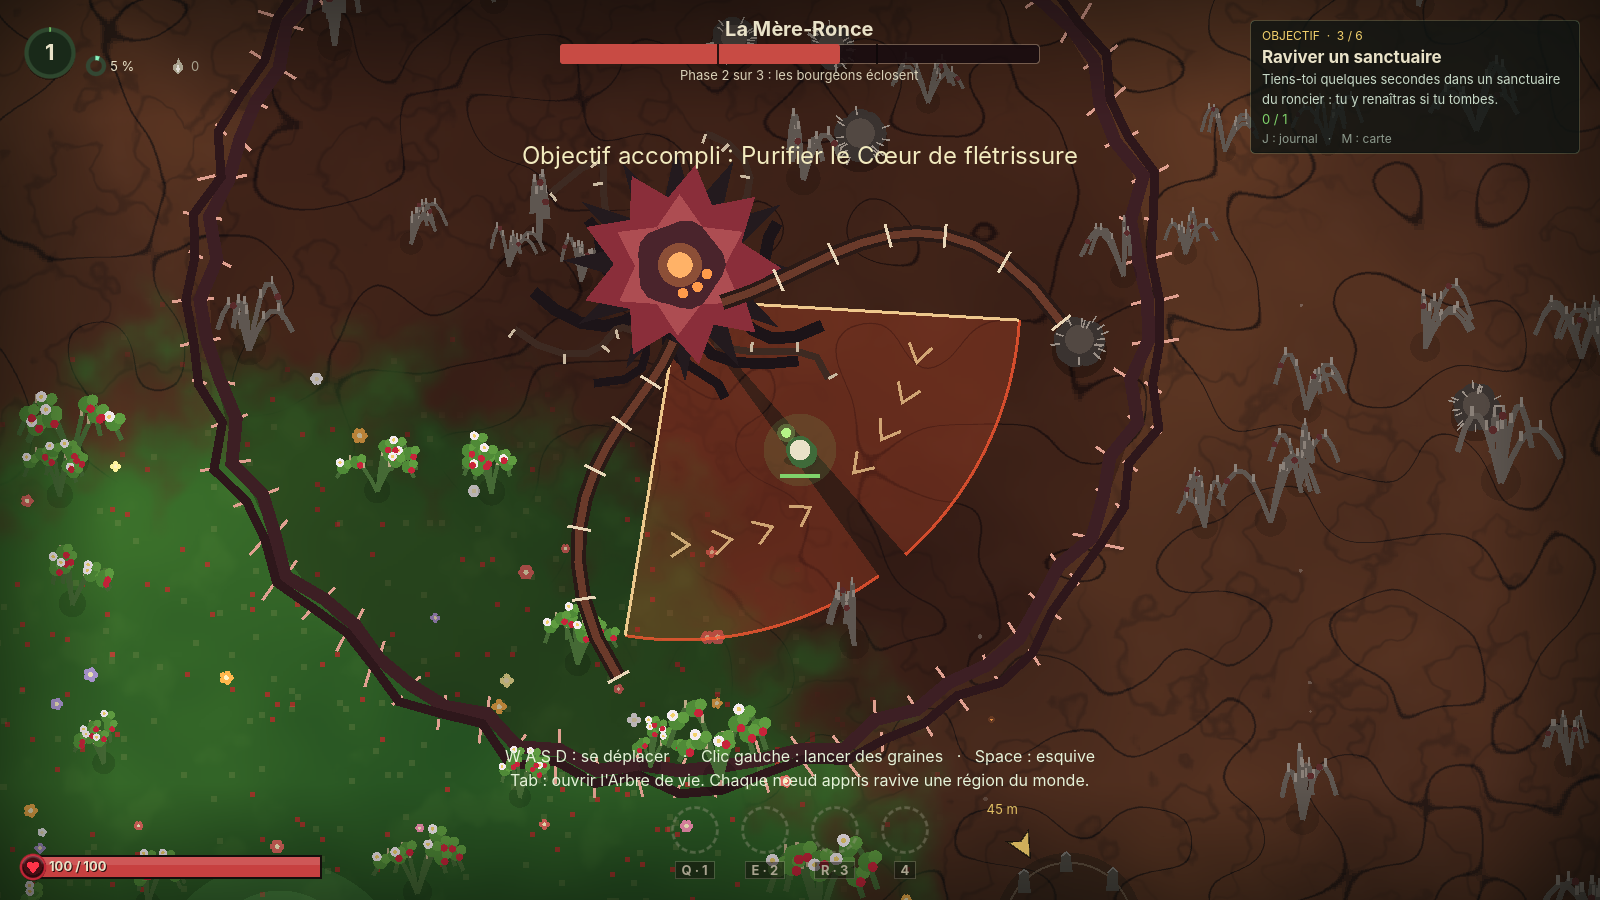 1
5 %
0
La Mère-Ronce
Phase 2 sur 3 : les bourgeons éclosent
OBJECTIF · 3 / 6
Raviver un sanctuaire
Tiens-toi quelques secondes dans un sanctuaire
du roncier : tu y renaîtras si tu tombes.
0 / 1
J : journal · M : carte
Objectif accompli : Purifier le Cœur de flétrissure
W A S D : se déplacer · Clic gauche : lancer des graines · Space : esquive
Tab : ouvrir l'Arbre de vie. Chaque nœud appris ravive une région du monde.
45 m
100 / 100
Q · 1
E · 2
R · 3
4